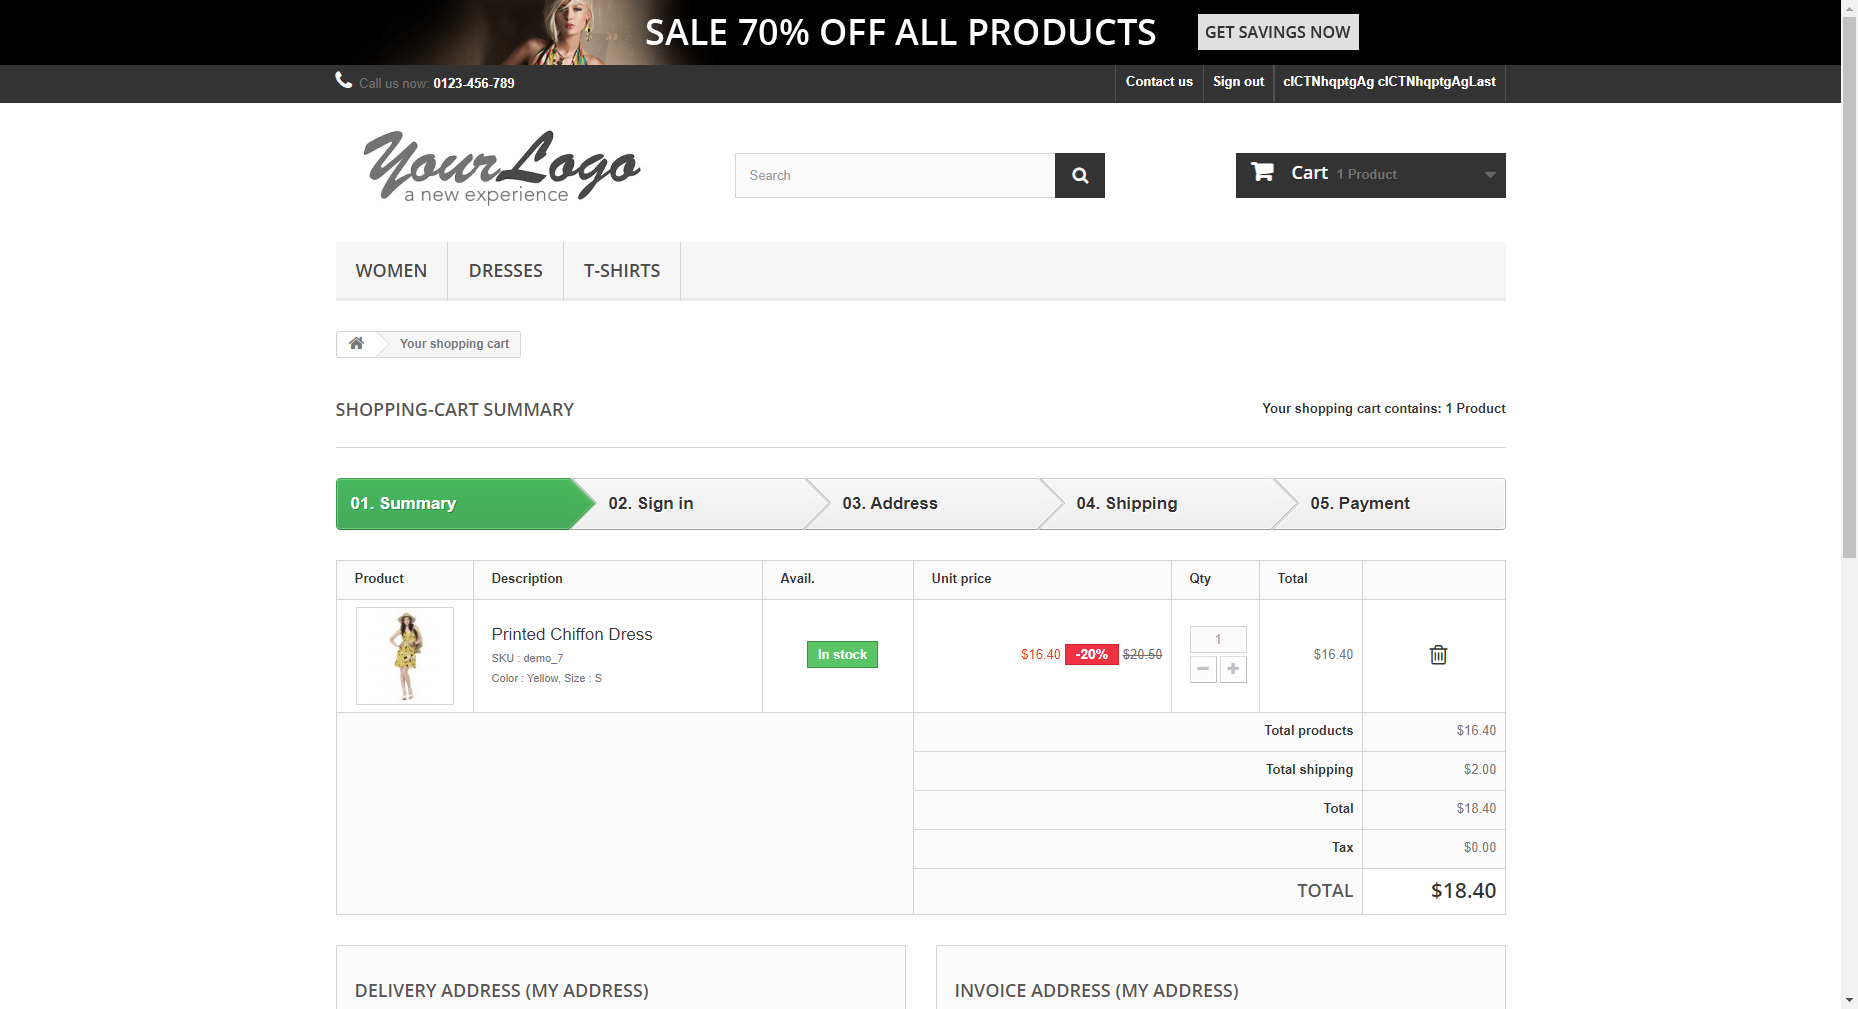 SALE 70% OFF ALL PRODUCTS
GET SAVINGS NOW
Call us now: 0123-456-789
Contact us
Sign out
cICTNhqptgAg cICTNhqptgAgLast
YourLogo
a new experience
Search
Cart 1 Product
WOMEN
DRESSES
T-SHIRTS
Your shopping cart
SHOPPING-CART SUMMARY
Your shopping cart contains: 1 Product
01. Summary
02. Sign in
03. Address
04. Shipping
05. Payment
Product
Description
Avail.
Unit price
Qty
Total
Printed Chiffon Dress
SKU : demo_7
Color : Yellow, Size : S
In stock
$16.40 -20% $20.50
1
$16.40
Total products
$16.40
Total shipping
$2.00
Total
$18.40
Tax
$0.00
TOTAL
$18.40
DELIVERY ADDRESS (MY ADDRESS)
INVOICE ADDRESS (MY ADDRESS)